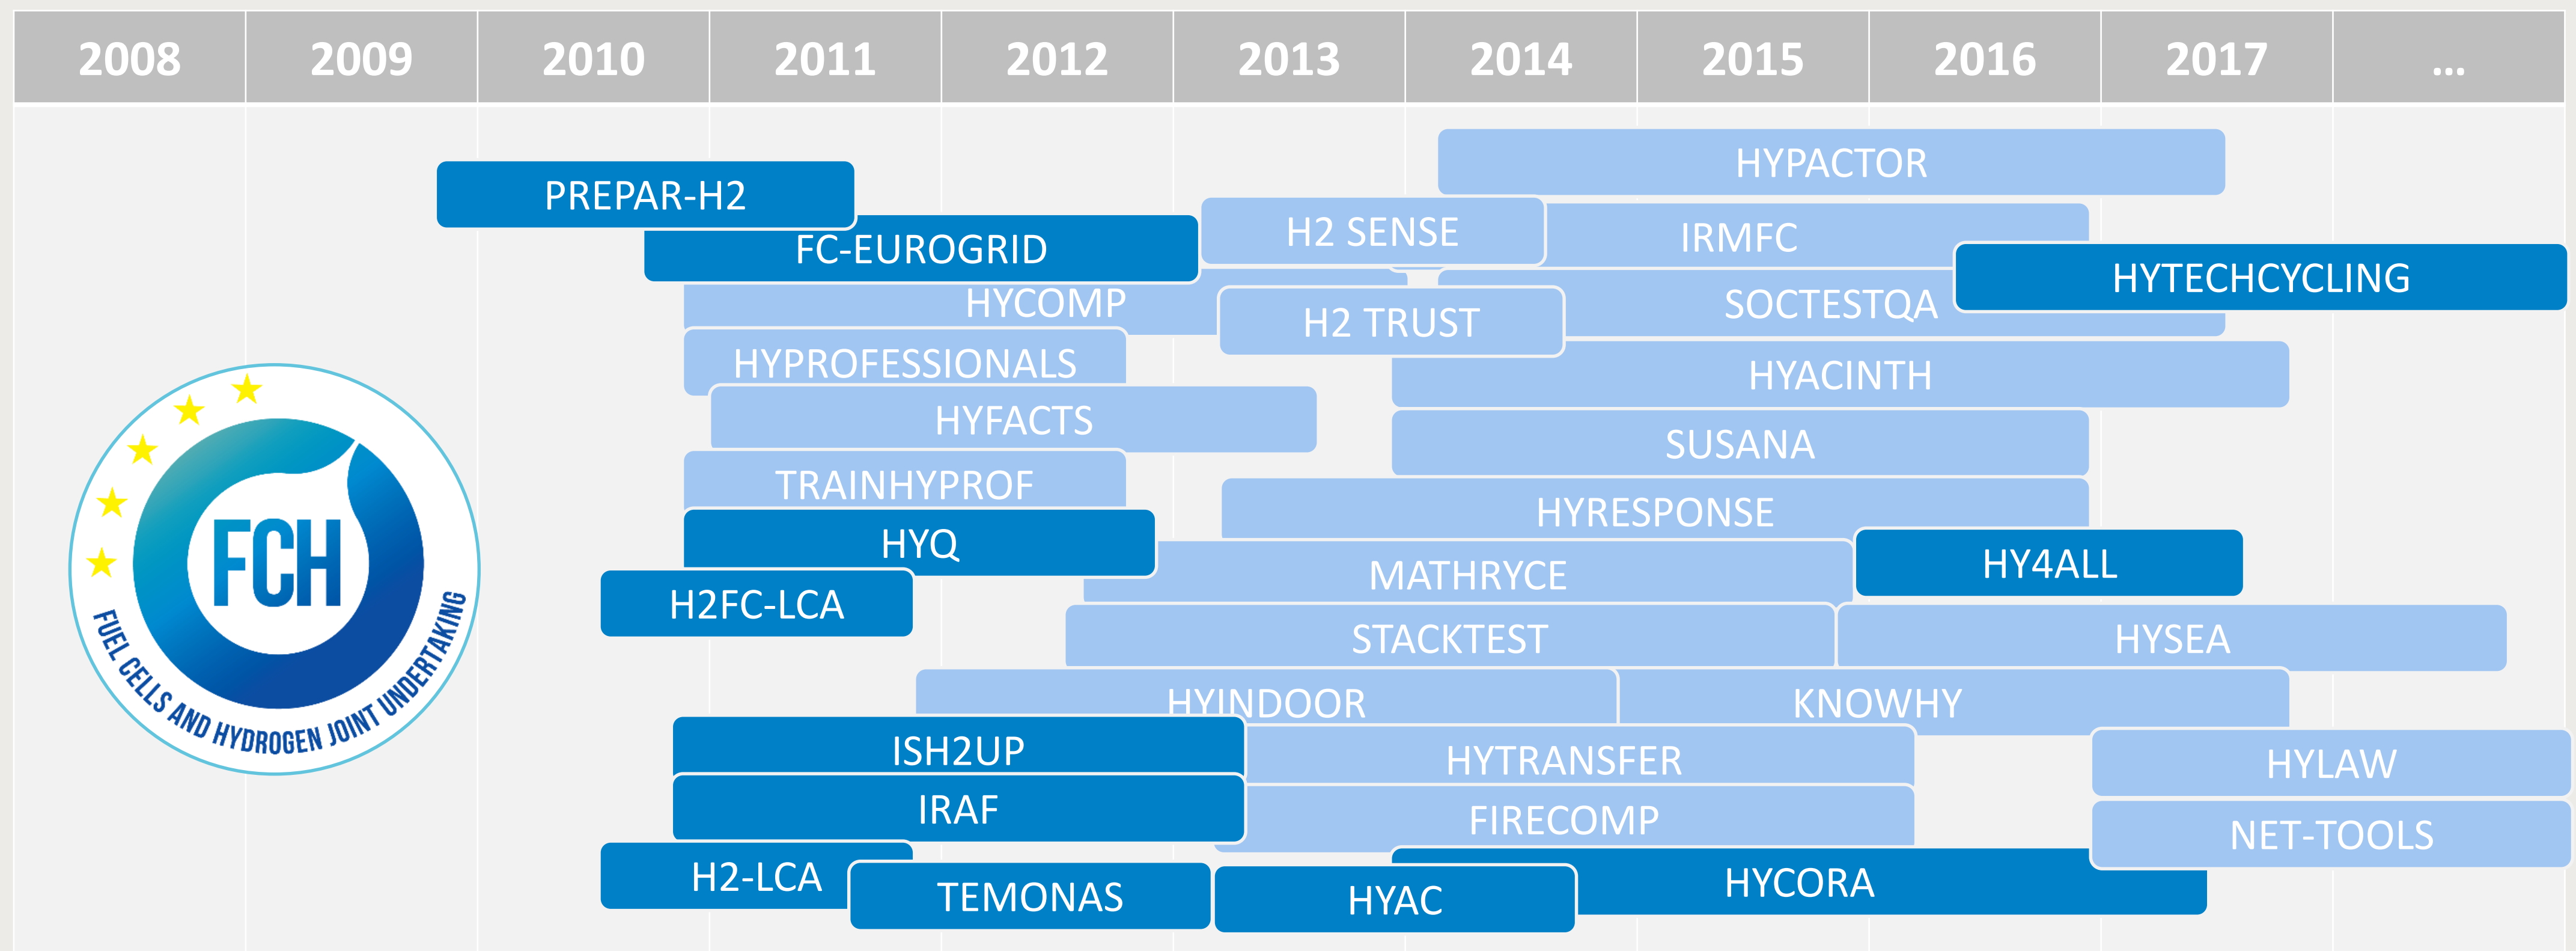 2008 2009 2010 2011 2012 2013 2014 2015 2016 2017 ...
HYPACTOR
PREPAR-H2
H2 SENSE
IRMFC
FC-EUROGRID
HYTECHCYCLING
HYCOMP
SOCTESTQA
H2 TRUST
HYPROFESSIONALS
HYACINTH
HYFACTS
SUSANA
TRAINHYPROF
HYRESPONSE
HYQ
HY4ALL
MATHRYCE
H2FC-LCA
STACKTEST
HYSEA
HYINDOOR
KNOWHY
ISH2UP
HYTRANSFER
HYLAW
IRAF
FIRECOMP
NET-TOOLS
H2-LCA
HYCORA
TEMONAS
HYAC
FCH
FUEL CELLS AND HYDROGEN JOINT UNDERTAKING